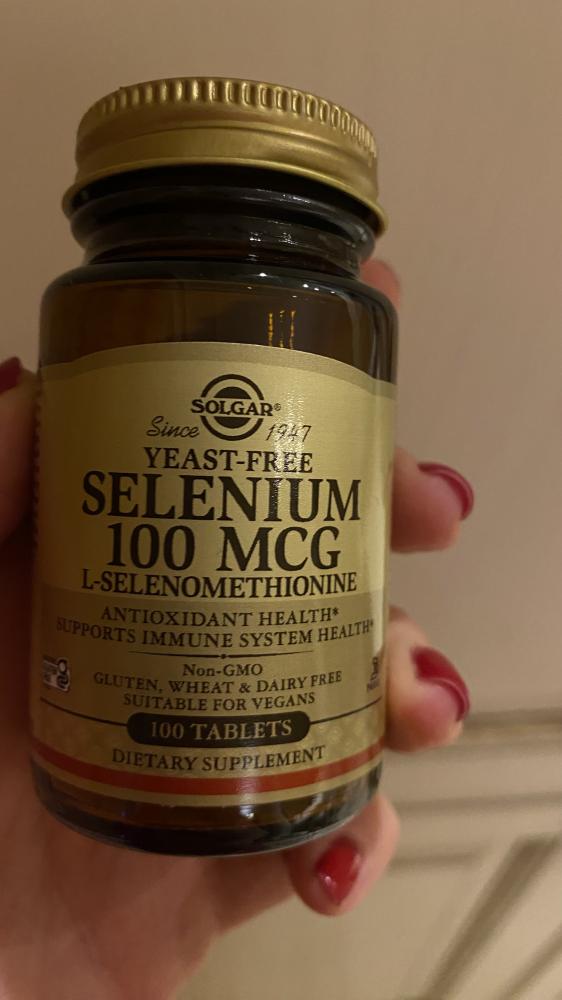 SOLGAR®
Since 1947
YEAST-FREE
SELENIUM
100 MCG
L-SELENOMETHIONINE
ANTIOXIDANT HEALTH*
SUPPORTS IMMUNE SYSTEM HEALTH*
Non-GMO
GLUTEN, WHEAT & DAIRY FREE
SUITABLE FOR VEGANS
100 TABLETS
DIETARY SUPPLEMENT